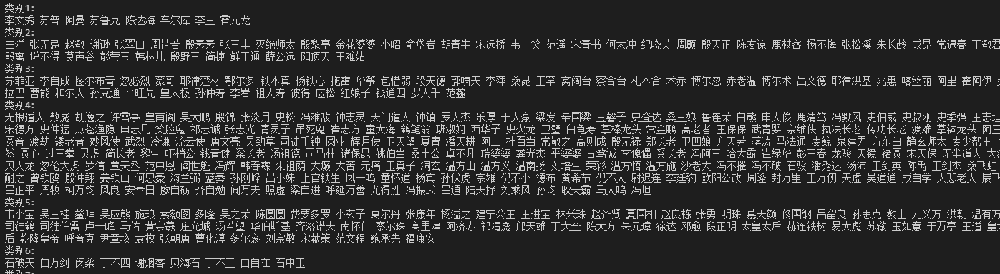 类别1:
李文秀 苏普 阿曼 苏鲁克 陈达海 车尔库 李三 霍元龙
类别2:
曲洋 张无忌 赵敏 谢逊 张翠山 周芷若 殷素素 张三丰 灭绝师太 殷梨亭 金花婆婆 小昭 俞岱岩 胡青牛 宋远桥 韦一笑 范遥 宋青书 何太冲 纪晓芙 周颠 殷天正 陈友谅 鹿杖客 杨不悔 张松溪 朱长龄 成昆 常遇春 丁敏君
殷离 说不得 莫声谷 彭莹玉 韩林儿 殷野王 简捷 鲜于通 薛公远 阳顶天 王难姑
类别3:
苏菲亚 李自成 图尔布青 忽必烈 蒙哥 耶律楚材 鄂尔多 铁木真 杨铁心 拖雷 华筝 包惜弱 段天德 郭啸天 李萍 桑昆 王罕 窝阔台 察合台 札木合 术赤 博尔忽 赤老温 博尔术 吕文德 耶律洪基 兆惠 喀丝丽 阿里 霍阿伊
拉巴 曹能 和尔大 孙克通 平旺先 皇太极 孙仲寿 李岩 祖大寿 彼得 应松 红娘子 钱通四 罗大千 范蠡
类别4:
无根道人 敖彪 胡逸之 许雪亭 皇甫阁 吴大鹏 殷锦 张淡月 史松 冯难敌 钟志灵 天门道人 钟镇 罗人杰 乐厚 于人豪 梁发 辛国梁 玉磬子 史登达 桑三娘 鲁连荣 白熊 申人俊 鹿清笃 冯默风 史伯威 史叔刚 史季强 王志坦
宋德方 史仲猛 点苍渔隐 申志凡 笑脸鬼 祁志诚 张志光 青灵子 吊死鬼 崔志方 童大海 鹤笔翁 班淑娴 西华子 史火龙 卫璧 白龟寿 掌棒龙头 常金鹏 高老者 王保保 武青婴 宗维侠 执法长老 传功长老 渡难 掌钵龙头 阿三
圆音 渡劫 矮老者 妙风使 武烈 冷谦 流云使 唐文亮 吴劲草 司徒千钟 圆业 辉月使 卫天望 夏胄 潘天耕 阿二 杜百当 常敬之 高则成 殷无禄 郑长老 卫四娘 方天劳 蒋涛 马法通 麦鲸 泉建男 方东白 静玄师太 麦少帮主
然 圆心 过三拳 灵虚 简长老 黎生 哑梢公 钱青健 梁长老 汤祖德 司马林 诸保昆 姚伯当 桑土公 卓不凡 瑞婆婆 龚光杰 平婆婆 古笃诚 李傀儡 奚长老 冯阿三 哈大霸 崔绿华 彭三春 龙骏 天镜 褚圆 宋天保 无尘道人
贝人龙 忽伦大虎 罗信 覃天丞 范中恩 阎世魁 冯辉 韩春霖 朱祖荫 大癫 大苦 元痛 玉真子 洞玄 温方山 温方义 温南扬 刘培生 荣彩 温方悟 温方施 沙老大 冯不摧 冯不破 石骏 潘秀达 汤沛 王剑英 陈禹 王剑杰 桑飞虹
耐之 曾铁鸥 殷仲翔 姜铁山 何思豪 海兰弼 蓝秦 孙刚峰 吕小妹 上官铁生 凤一鸣 童怀道 杨宾 孙伏虎 宗雄 倪不小 德布 黄希节 倪不大 尉迟连 李廷豹 欧阳公政 周隆 封万里 王万仞 天虚 吴道通 成自学 大悲老人
吕正平 周牧 柯万钧 风良 安奉日 廖自砺 齐自勉 闻万夫 照虚 梁自进 呼延万善 尤得胜 冯振武 吕通 陆天抒 刘乘风 孙均 耿天霸 马大鸣 冯坦
类别5:
韦小宝 吴三桂 鳌拜 吴应熊 施琅 索额图 多隆 吴之荣 陈圆圆 费要多罗 小玄子 葛尔丹 张康年 杨溢之 建宁公主 王进宝 林兴珠 赵齐贤 夏国相 赵良栋 张勇 明珠 慕天颜 佟国纲 吕留良 孙思克 教士 元义方 洪朝 温有方
司徒鹤 司徒伯雷 卢一峰 马佑 黄宗羲 庄允城 汤若望 华伯斯基 齐洛诺夫 南怀仁 察尔珠 高里津 阿济赤 祁清彪 邝天雄 丁大全 陈大方 朱元璋 徐达 邓愈 段正明 太皇太后 赫连铁树 易大彪 苏辙 玉如意 于万亭 王道
后 乾隆皇帝 呼音克 尹章垓 袁枚 张朝唐 曹化淳 多尔衮 刘宗敏 宋献策 范文程 鲍承先 福康安
类别6:
石破天 白万剑 闵柔 丁不四 谢烟客 贝海石 丁不三 白自在 石中玉